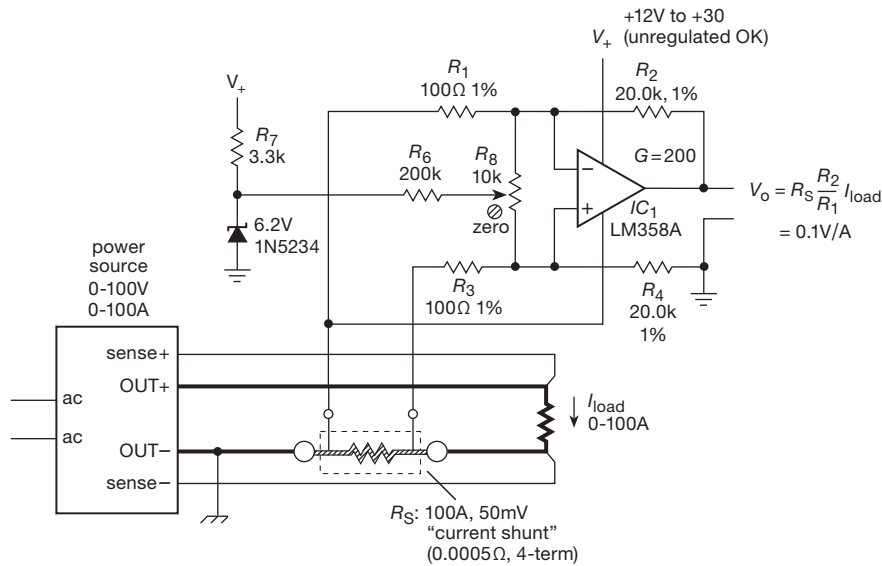 +12V to +30
V+ (unregulated OK)
R1
100Ω 1%
R2
20.0k, 1%
V+
R7
3.3k
R6
200k
R8
10k
zero
G=200
−
+
IC1
LM358A
Vo = RS R2/R1 Iload
= 0.1V/A
6.2V
1N5234
R3
100Ω 1%
R4
20.0k
1%
power
source
0-100V
0-100A
sense+
OUT+
ac
ac
OUT−
sense−
Iload
0-100A
RS: 100A, 50mV
“current shunt”
(0.0005Ω, 4-term)